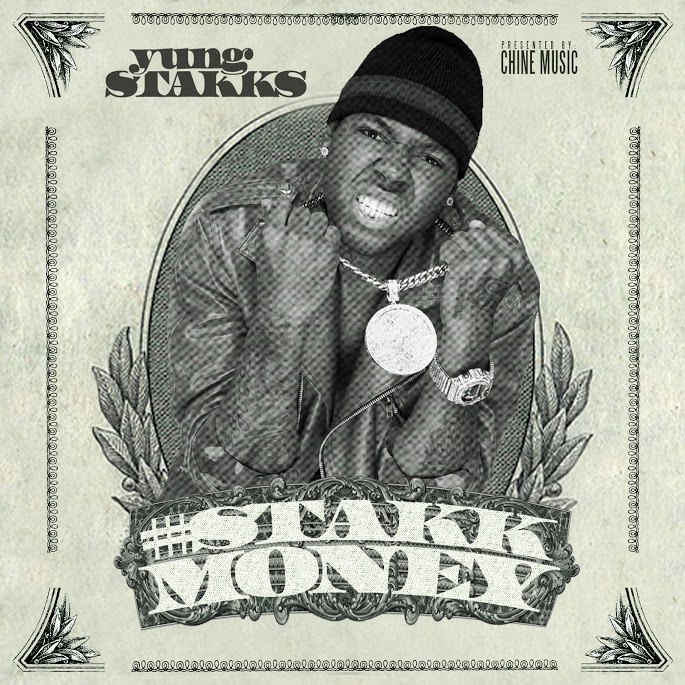 yung
STAKKS
PRESENTED BY
CHINE MUSIC
#STAKK
MONEY